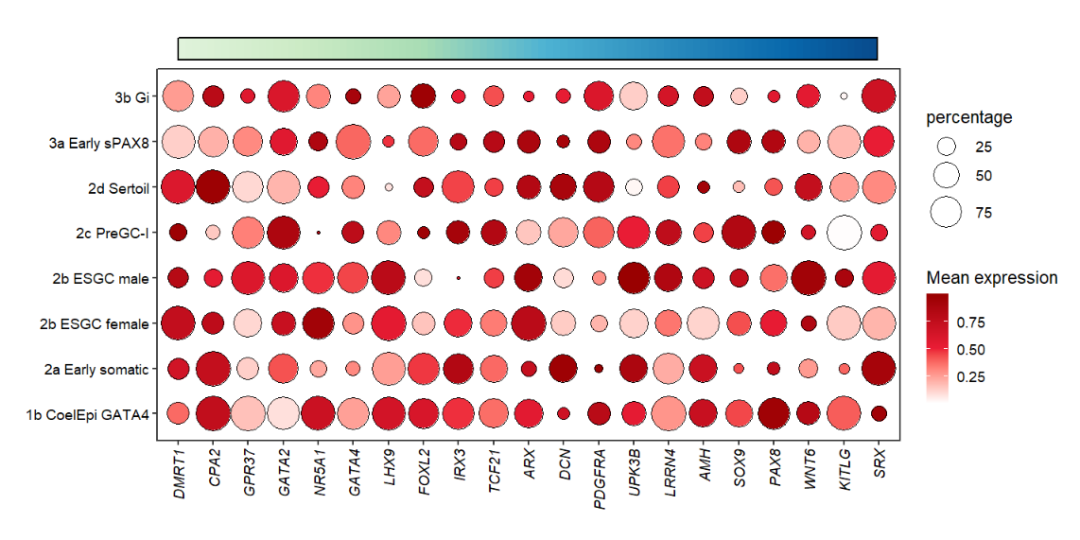 3b Gi
3a Early sPAX8
2d Sertoil
2c PreGC-I
2b ESGC male
2b ESGC female
2a Early somatic
1b CoelEpi GATA4
DMRT1
CPA2
GPR37
GATA2
NR5A1
GATA4
LHX9
FOXL2
IRX3
TCF21
ARX
DCN
PDGFRA
UPK3B
LRRN4
AMH
SOX9
PAX8
WNT6
KITLG
SRX
percentage
25
50
75
Mean expression
0.75
0.50
0.25